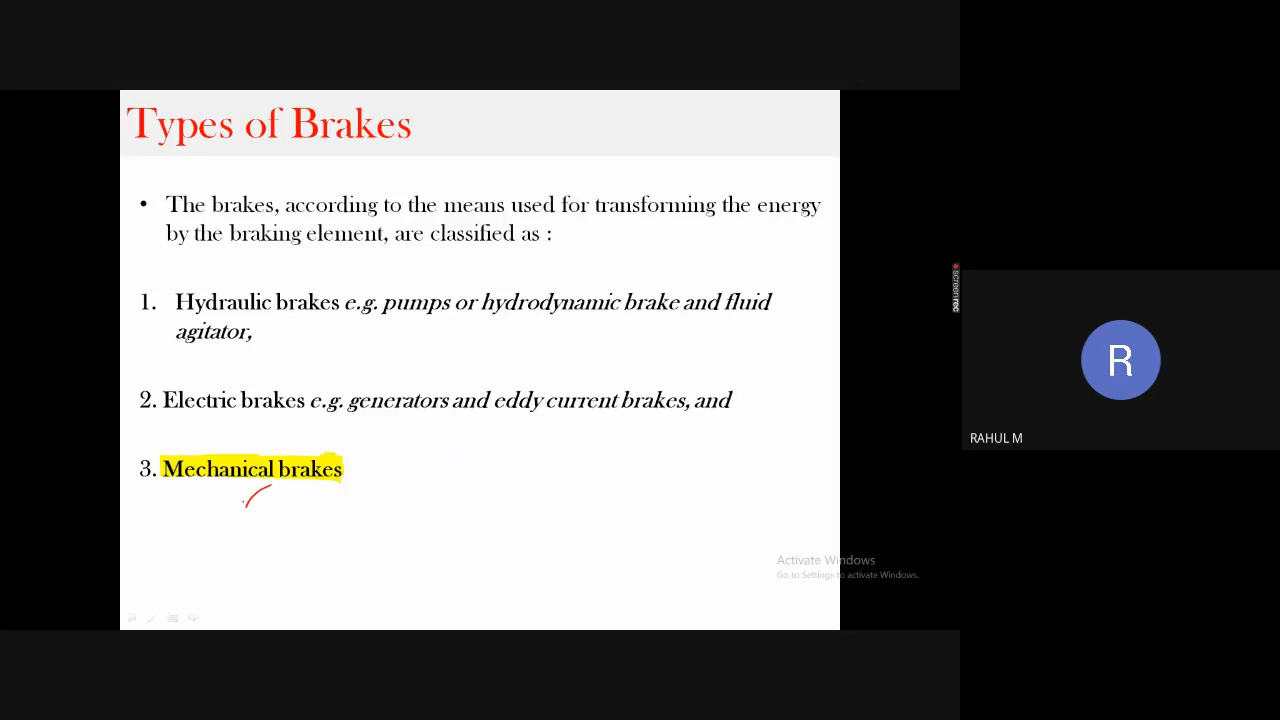 Types of Brakes
• The brakes, according to the means used for transforming the energy
by the braking element, are classified as :
1. Hydraulic brakes e.g. pumps or hydrodynamic brake and fluid
agitator,
2. Electric brakes e.g. generators and eddy current brakes, and
3. Mechanical brakes
Activate Windows
Go to Settings to activate Windows.
screenrec
R
RAHUL M